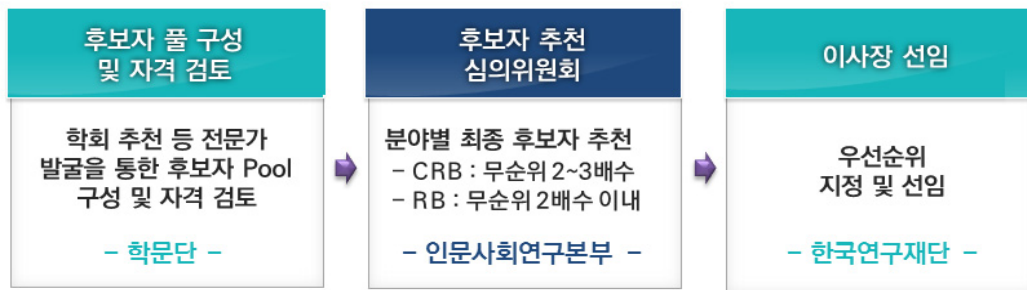 후보자 풀 구성
및 자격 검토
학회 추천 등 전문가
발굴을 통한 후보자 Pool
구성 및 자격 검토
- 학문단 -
후보자 추천
심의위원회
분야별 최종 후보자 추천
- CRB : 무순위 2~3배수
- RB : 무순위 2배수 이내
- 인문사회연구본부 -
이사장 선임
우선순위
지정 및 선임
- 한국연구재단 -